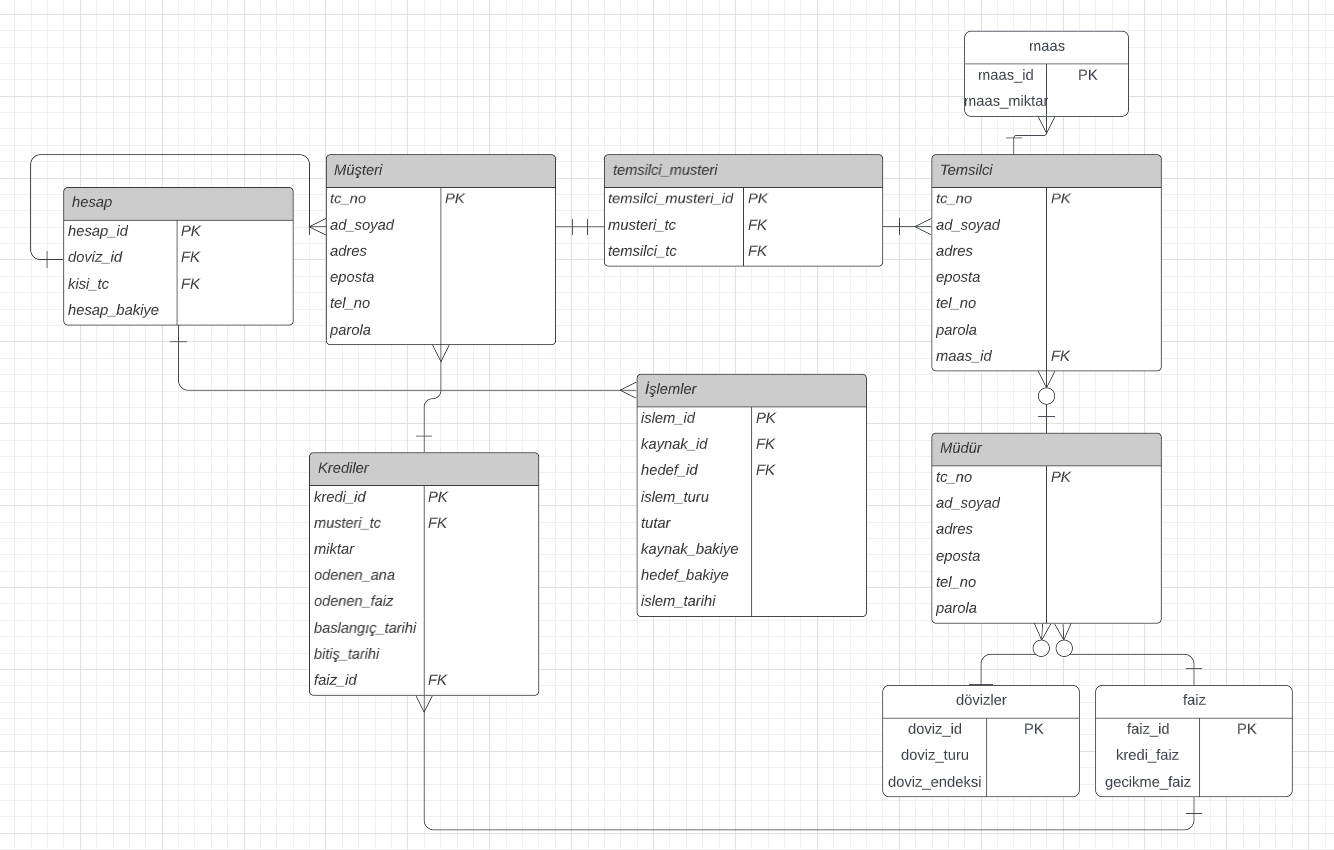 maas
maas_id PK
maas_miktar
hesap
hesap_id PK
doviz_id FK
kisi_tc FK
hesap_bakiye
Müşteri
tc_no PK
ad_soyad
adres
eposta
tel_no
parola
temsilci_musteri
temsilci_musteri_id PK
musteri_tc FK
temsilci_tc FK
Temsilci
tc_no PK
ad_soyad
adres
eposta
tel_no
parola
maas_id FK
Krediler
kredi_id PK
musteri_tc FK
miktar
odenen_ana
odenen_faiz
baslangıç_tarihi
bitiş_tarihi
faiz_id FK
İşlemler
islem_id PK
kaynak_id FK
hedef_id FK
islem_turu
tutar
kaynak_bakiye
hedef_bakiye
islem_tarihi
Müdür
tc_no PK
ad_soyad
adres
eposta
tel_no
parola
dövizler
doviz_id PK
doviz_turu
doviz_endeksi
faiz
faiz_id PK
kredi_faiz
gecikme_faiz